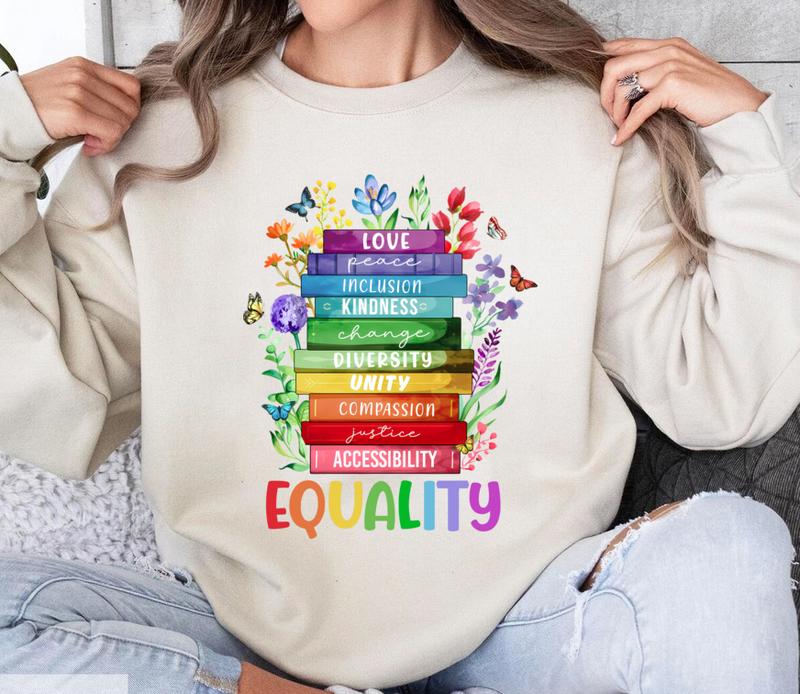 LOVE
peace
INCLUSION
KINDNESS
change
DIVERSITY
UNITY
COMPASSION
justice
ACCESSIBILITY
EQUALITY